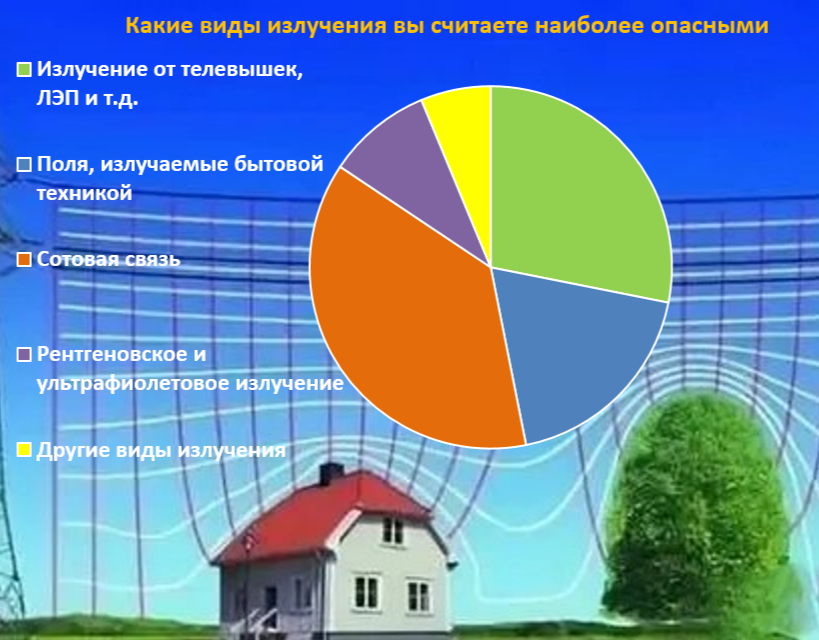 Какие виды излучения вы считаете наиболее опасными
Излучение от телевышек,
ЛЭП и т.д.
Поля, излучаемые бытовой
техникой
Сотовая связь
Рентгеновское и
ультрафиолетовое излучение
Другие виды излучения